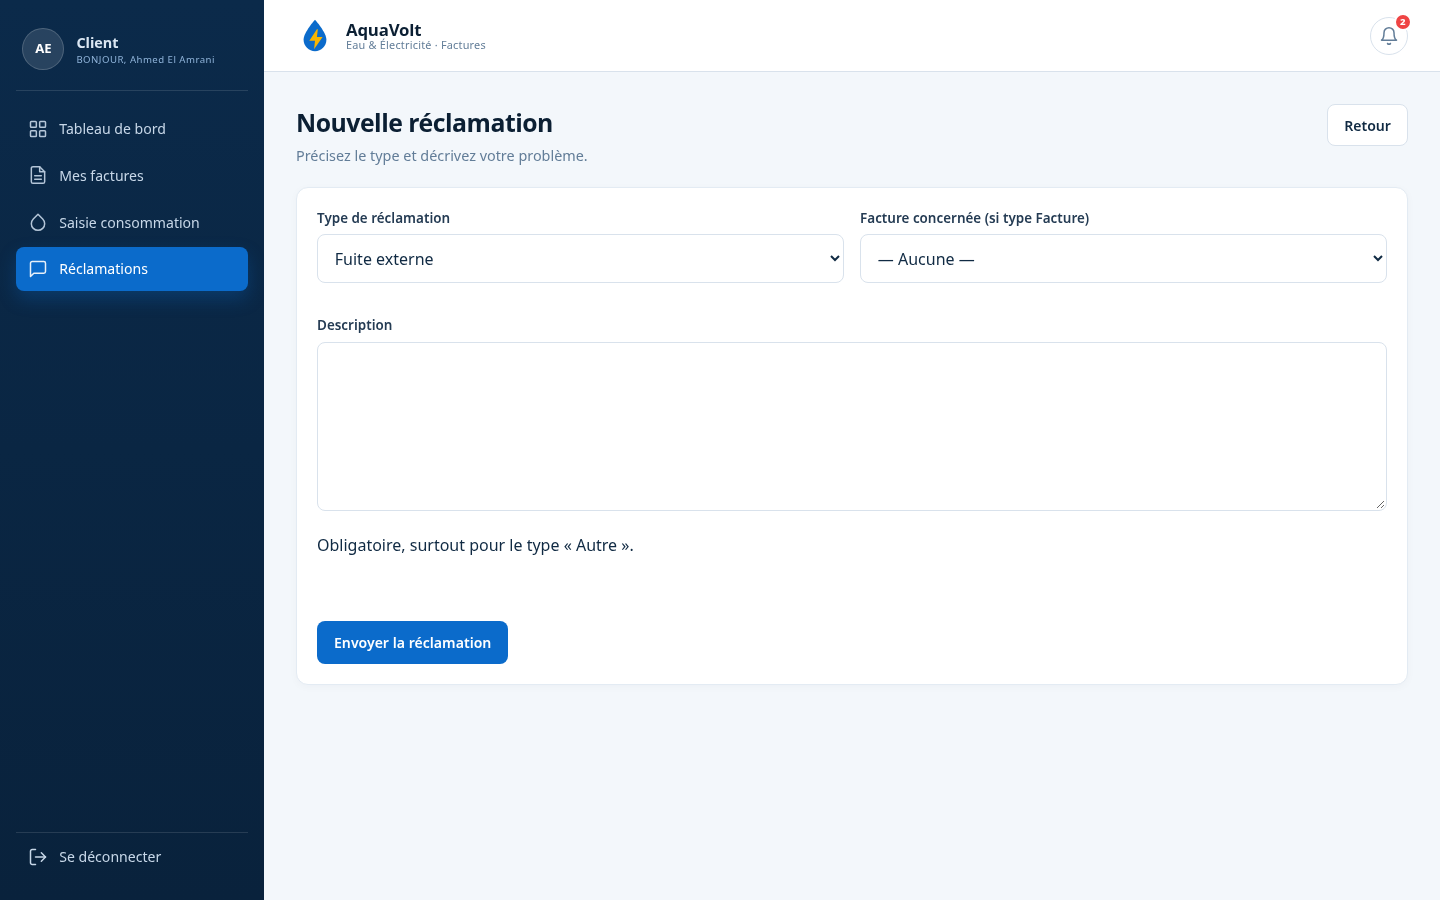 AE
Client
BONJOUR, Ahmed El Amrani
Tableau de bord
Mes factures
Saisie consommation
Réclamations
Se déconnecter
AquaVolt
Eau & Électricité · Factures
2
Nouvelle réclamation
Précisez le type et décrivez votre problème.
Retour
Type de réclamation
Fuite externe
Facture concernée (si type Facture)
— Aucune —
Description
Obligatoire, surtout pour le type « Autre ».
Envoyer la réclamation